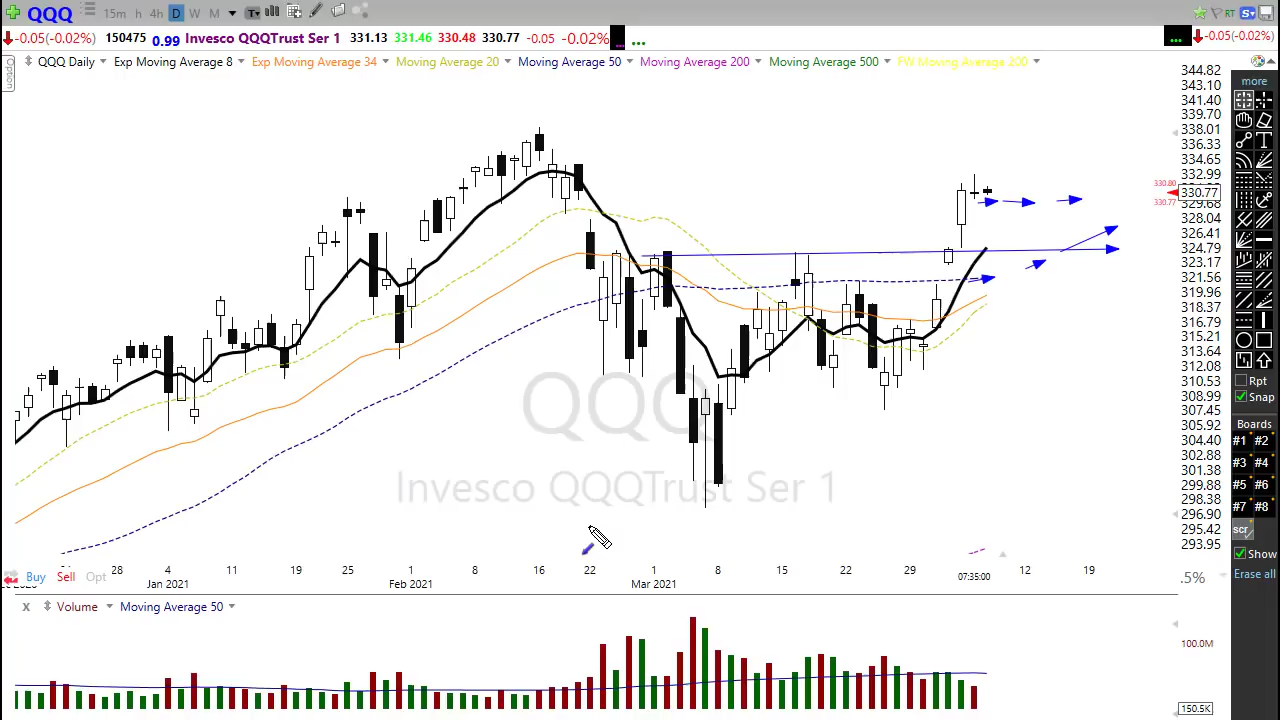 QQQ 15m h 4h D W M T RT S
-0.05(-0.02%) 150475 0.99 Invesco QQQTrust Ser 1 331.13 331.46 330.48 330.77 -0.05 -0.02% ... ... -0.05(-0.02%)
Option
QQQ Daily Exp Moving Average 8 Exp Moving Average 34 Moving Average 20 Moving Average 50 Moving Average 200 Moving Average 500 FW Moving Average 200
344.82
343.10
341.40
339.70
338.01
336.33
334.65
332.99
330.80
330.77
330.77
329.68
328.04
326.41
324.79
323.17
321.56
319.96
318.37
316.79
315.21
313.64
312.08
310.53
308.99
307.45
305.92
304.40
302.88
301.38
299.88
298.38
296.90
295.42
293.95
QQQ
Invesco QQQTrust Ser 1
more
T
Rpt
Snap
Boards
#1 #2
#3 #4
#5 #6
#7 #8
scr
Show
Erase all
28 4 11 19 25 1 8 16 22 1 8 15 22 29 07:35:00 12 19
Jan 2021 Feb 2021 Mar 2021
Buy Sell Opt
.5%
x Volume Moving Average 50
100.0M
150.5K